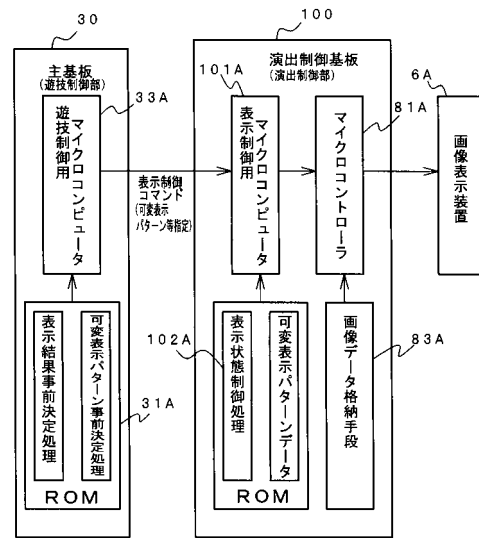 30
主基板
(遊技制御部)
33A
遊技制御用
マイクロコンピュータ
表示制御
コマンド
(可変表示
パターン等指定)
表示結果事前決定処理
可変表示パターン事前決定処理
ROM
31A
100
演出制御基板
(演出制御部)
101A
表示制御用
マイクロコンピュータ
81A
マイクロコントローラ
102A
表示状態制御処理
可変表示パターンデータ
ROM
画像データ格納手段
83A
6A
画像表示装置